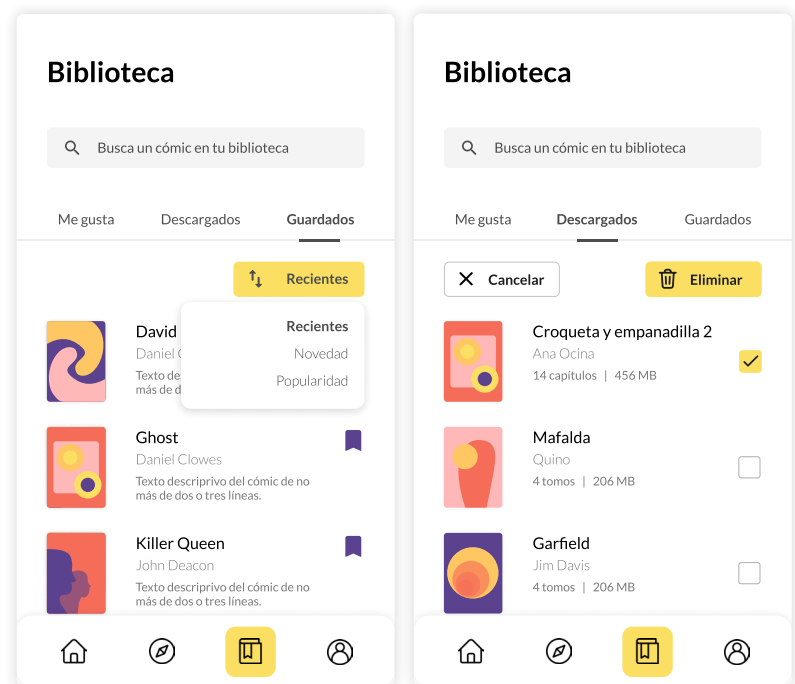 Biblioteca
Busca un cómic en tu biblioteca
Me gusta Descargados Guardados
Recientes
Recientes
Novedad
Popularidad
David
Daniel
Texto
más de d
Ghost
Daniel Clowes
Texto descriprivo del cómic de no
más de dos o tres líneas.
Killer Queen
John Deacon
Texto descriprivo del cómic de no
más de dos o tres líneas.
Biblioteca
Busca un cómic en tu biblioteca
Me gusta Descargados Guardados
Cancelar Eliminar
Croqueta y empanadilla 2
Ana Ocina
14 capítulos | 456 MB
Mafalda
Quino
4 tomos | 206 MB
Garfield
Jim Davis
4 tomos | 206 MB